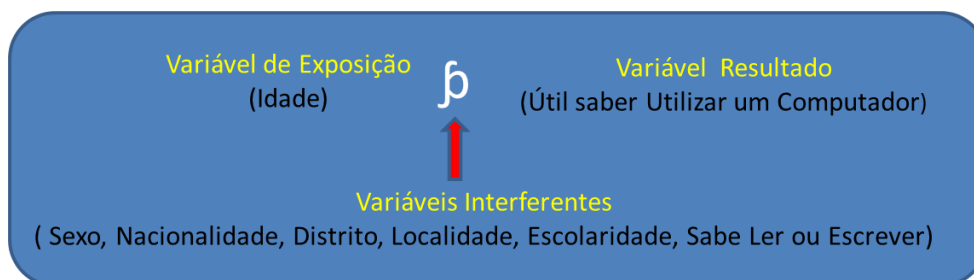 Variável de Exposição
(Idade)
Variável Resultado
(Útil saber Utilizar um Computador)
Variáveis Interferentes
( Sexo, Nacionalidade, Distrito, Localidade, Escolaridade, Sabe Ler ou Escrever)